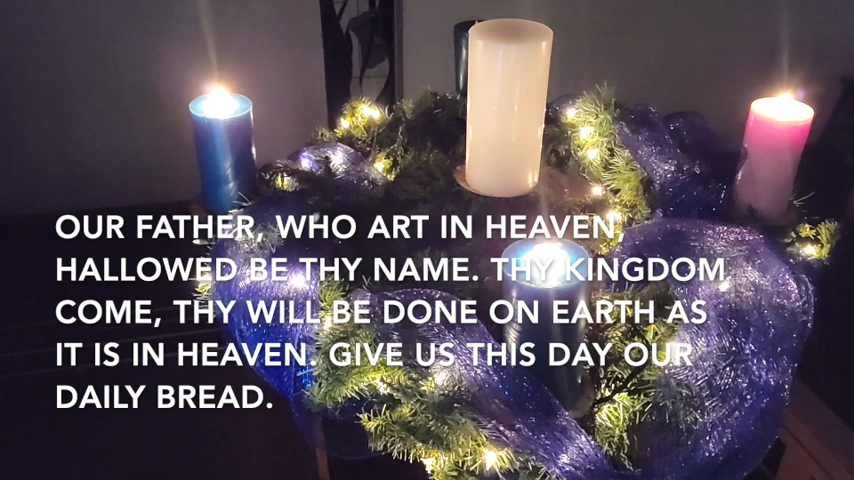 OUR FATHER, WHO ART IN HEAVEN,
HALLOWED BE THY NAME. THY KINGDOM
COME, THY WILL BE DONE ON EARTH AS
IT IS IN HEAVEN. GIVE US THIS DAY OUR
DAILY BREAD.